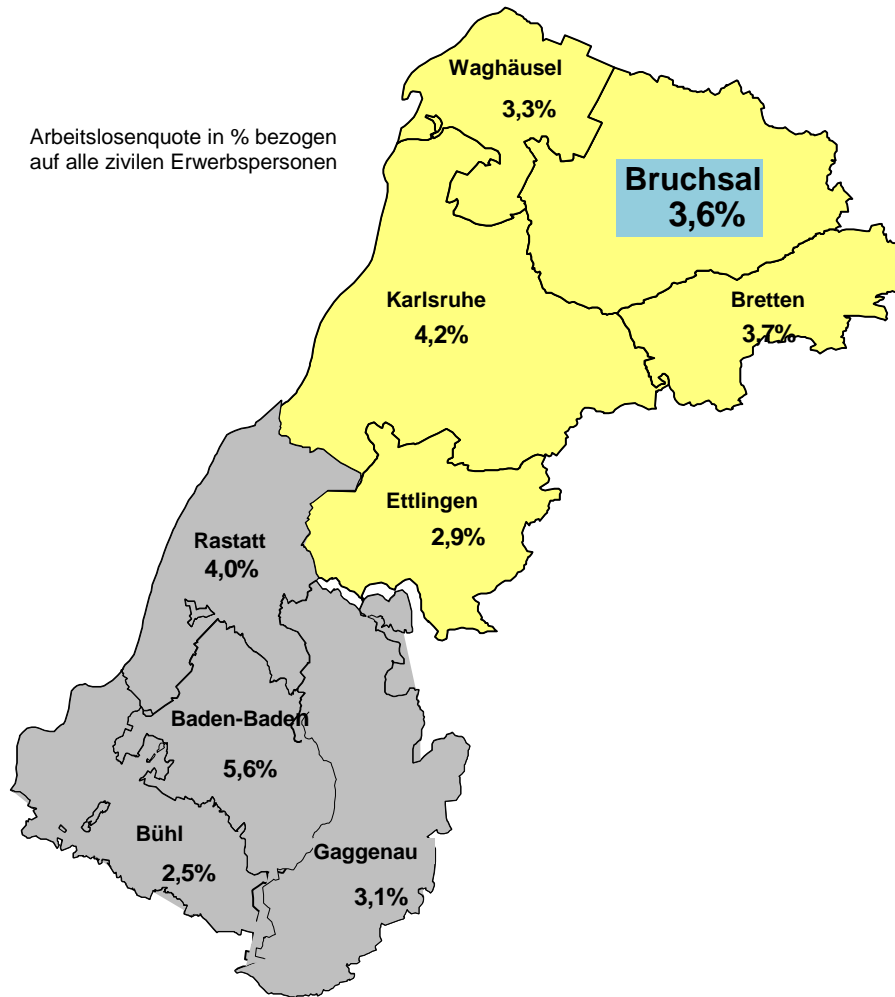 Waghäusel
3,3%
Arbeitslosenquote in % bezogen
auf alle zivilen Erwerbspersonen
Bruchsal
3,6%
Karlsruhe
4,2%
Bretten
3,7%
Ettlingen
2,9%
Rastatt
4,0%
Baden-Baden
5,6%
Bühl
2,5%
Gaggenau
3,1%